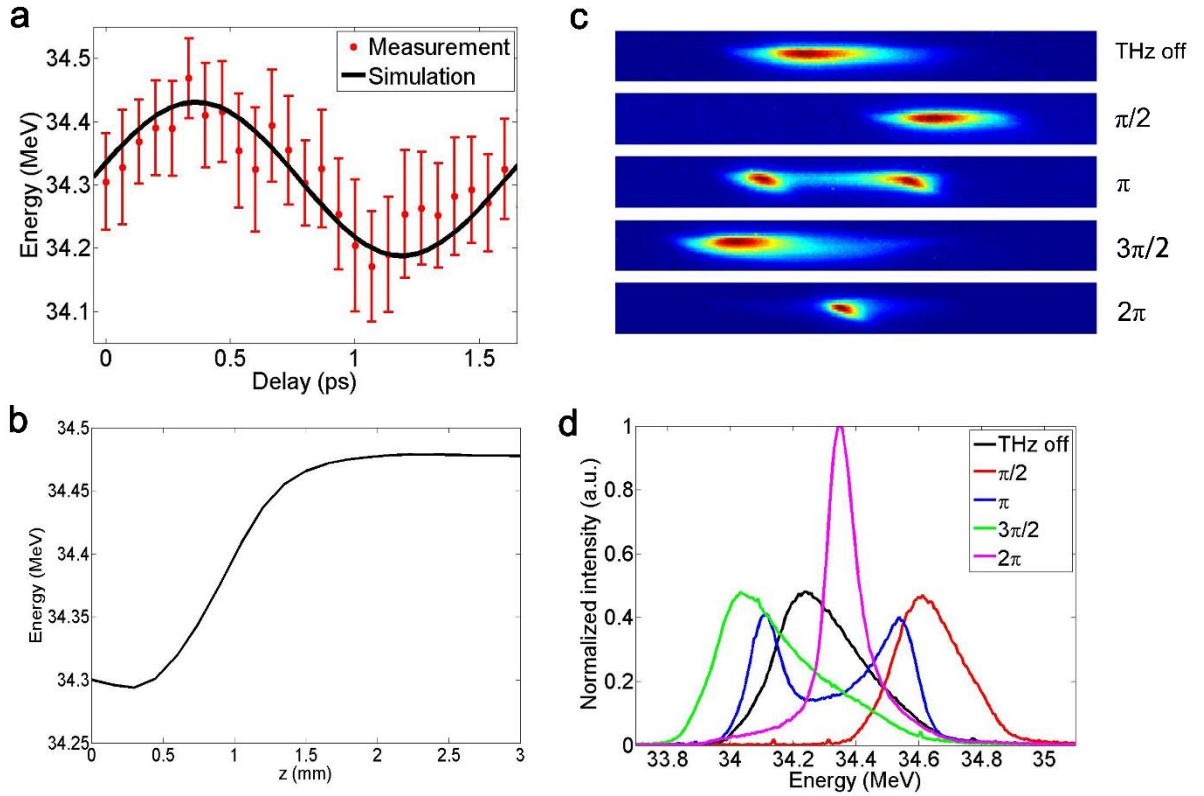 a
Measurement
Simulation
34.5
34.4
34.3
34.2
34.1
Energy (MeV)
0
0.5
1
1.5
Delay (ps)
b
34.5
34.45
34.4
34.35
34.3
34.25
Energy (MeV)
0
0.5
1
1.5
2
2.5
3
z (mm)
c
THz off
π/2
π
3π/2
2π
d
THz off
π/2
π
3π/2
2π
1
0.8
0.6
0.4
0.2
0
Normalized intensity (a.u.)
33.8
34
34.2
34.4
34.6
34.8
35
Energy (MeV)